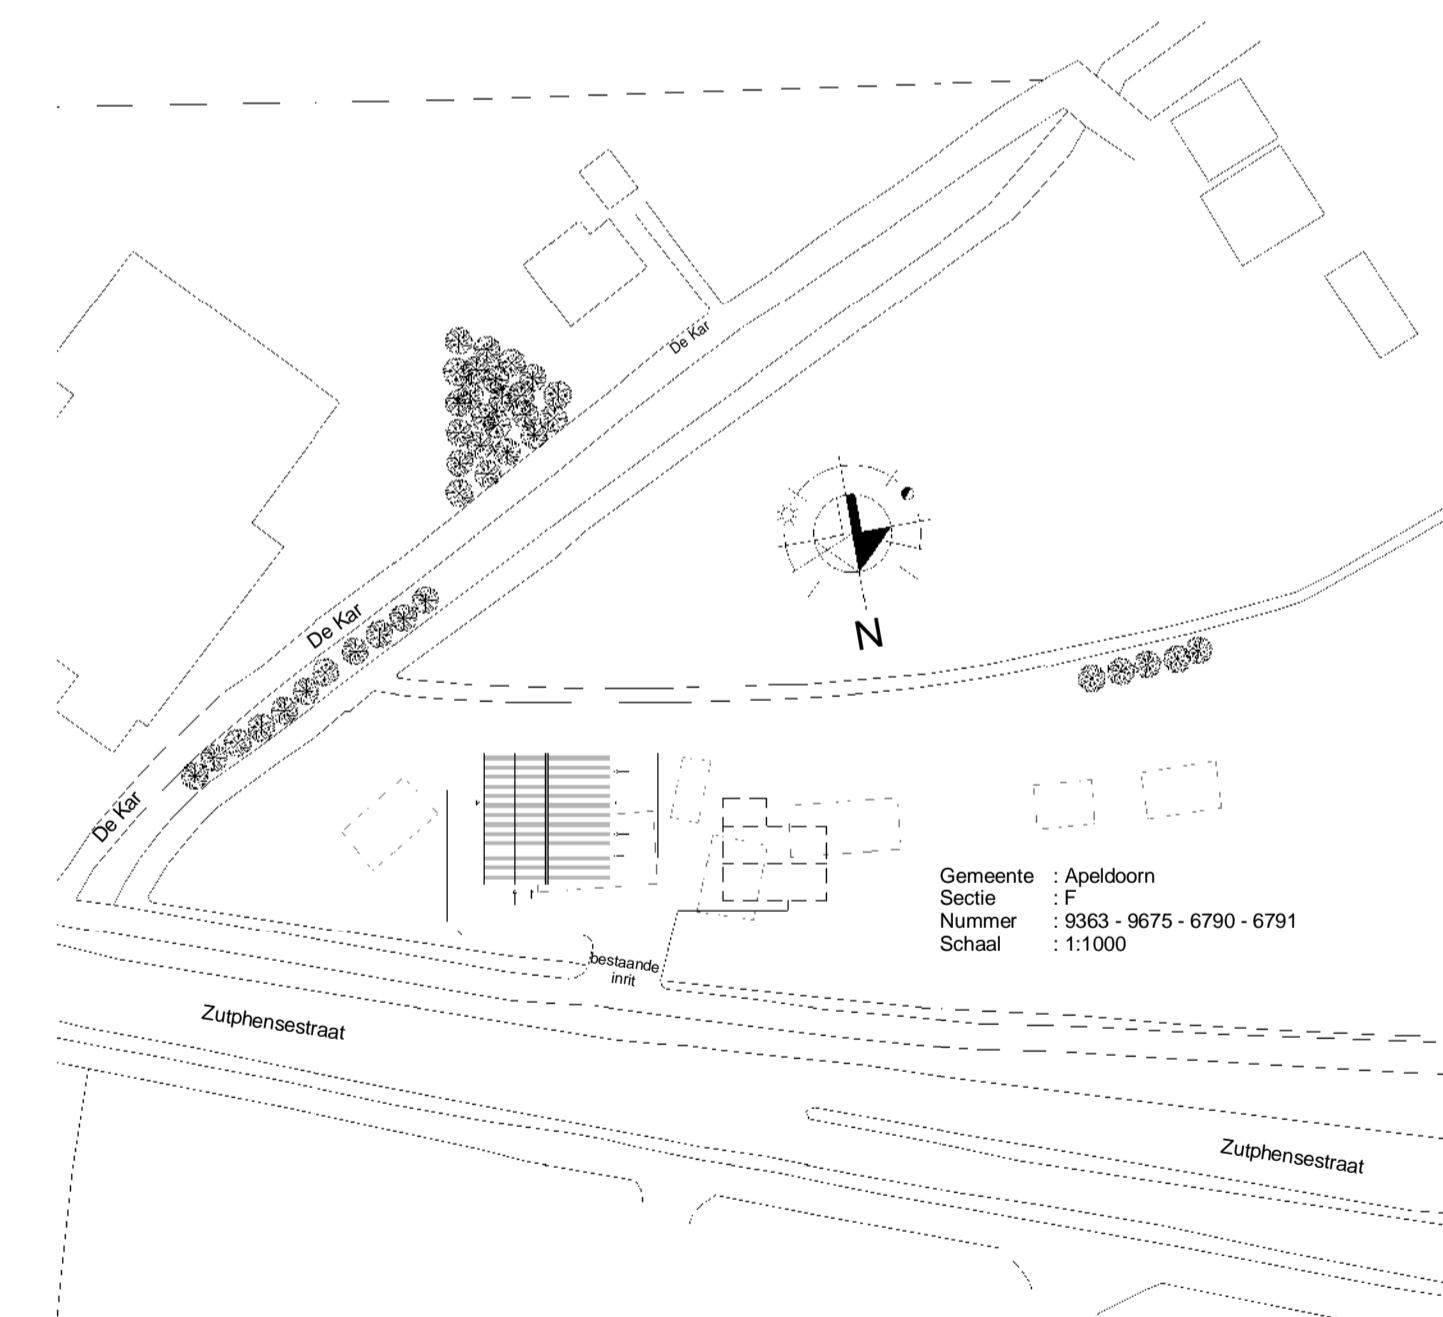 De Kar
De Kar
N
De Kar
Gemeente : Apeldoorn
Sectie : F
Nummer : 9363 - 9675 - 6790 - 6791
Schaal : 1:1000
bestaande
inrit
Zutphensestraat
Zutphensestraat